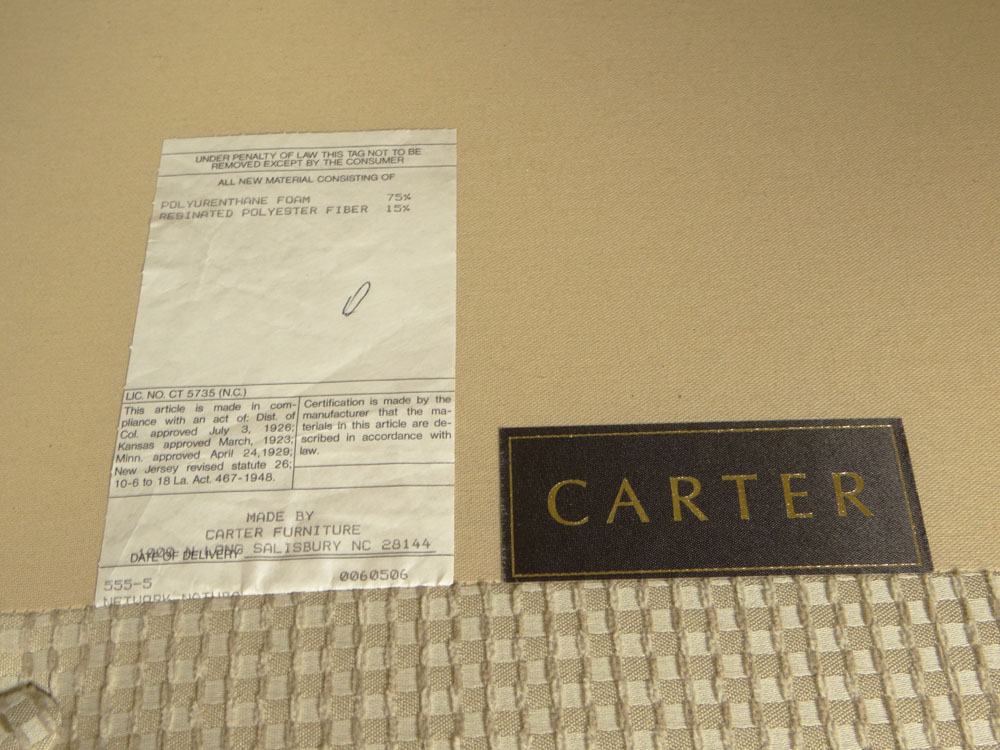 UNDER PENALTY OF LAW THIS TAG NOT TO BE
REMOVED EXCEPT BY THE CONSUMER
ALL NEW MATERIAL CONSISTING OF
POLYURENTHANE FOAM 75%
RESINATED POLYESTER FIBER 15%
LIC. NO. CT 5735 (N.C.)
This article is made in com-
pliance with an act of: Dist. of
Col. approved July 3, 1926;
Kansas approved March, 1923;
Minn. approved April 24,1929;
New Jersey revised statute 26;
10-6 to 18 La. Act. 467-1948.
Certification is made by the
manufacturer that the ma-
terials in this article are de-
scribed in accordance with
law.
MADE BY
CARTER FURNITURE
1000 N LONG SALISBURY NC 28144
DATE OF DELIVERY
555-5 0060506
CARTER